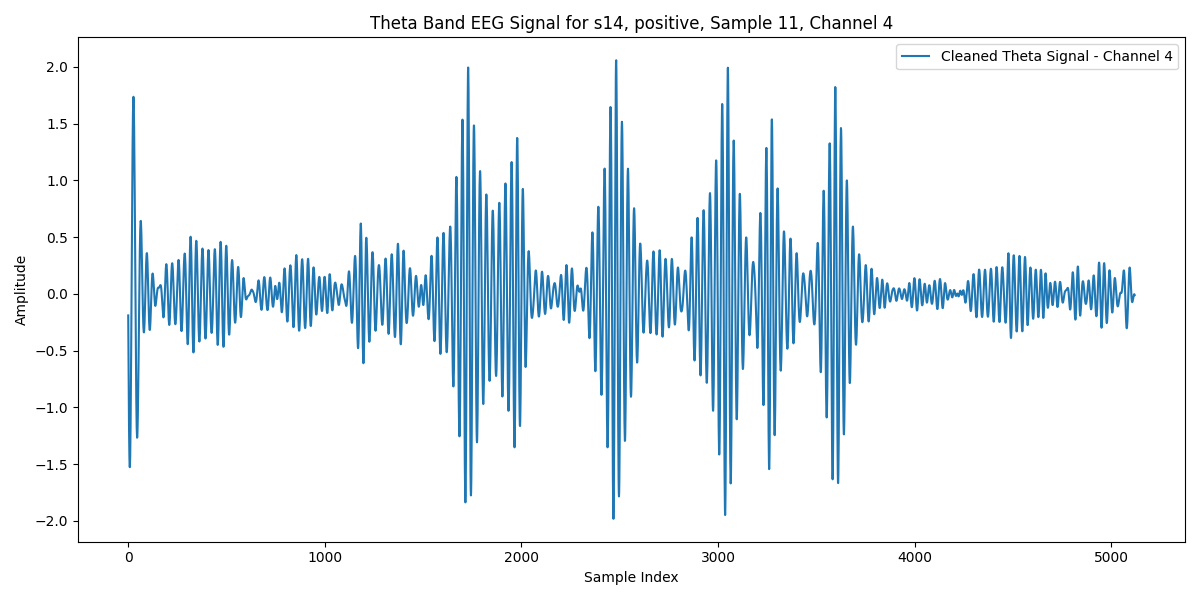 Theta Band EEG Signal for s14, positive, Sample 11, Channel 4
Cleaned Theta Signal - Channel 4
Amplitude
2.0
1.5
1.0
0.5
0.0
−0.5
−1.0
−1.5
−2.0
0 1000 2000 3000 4000 5000
Sample Index